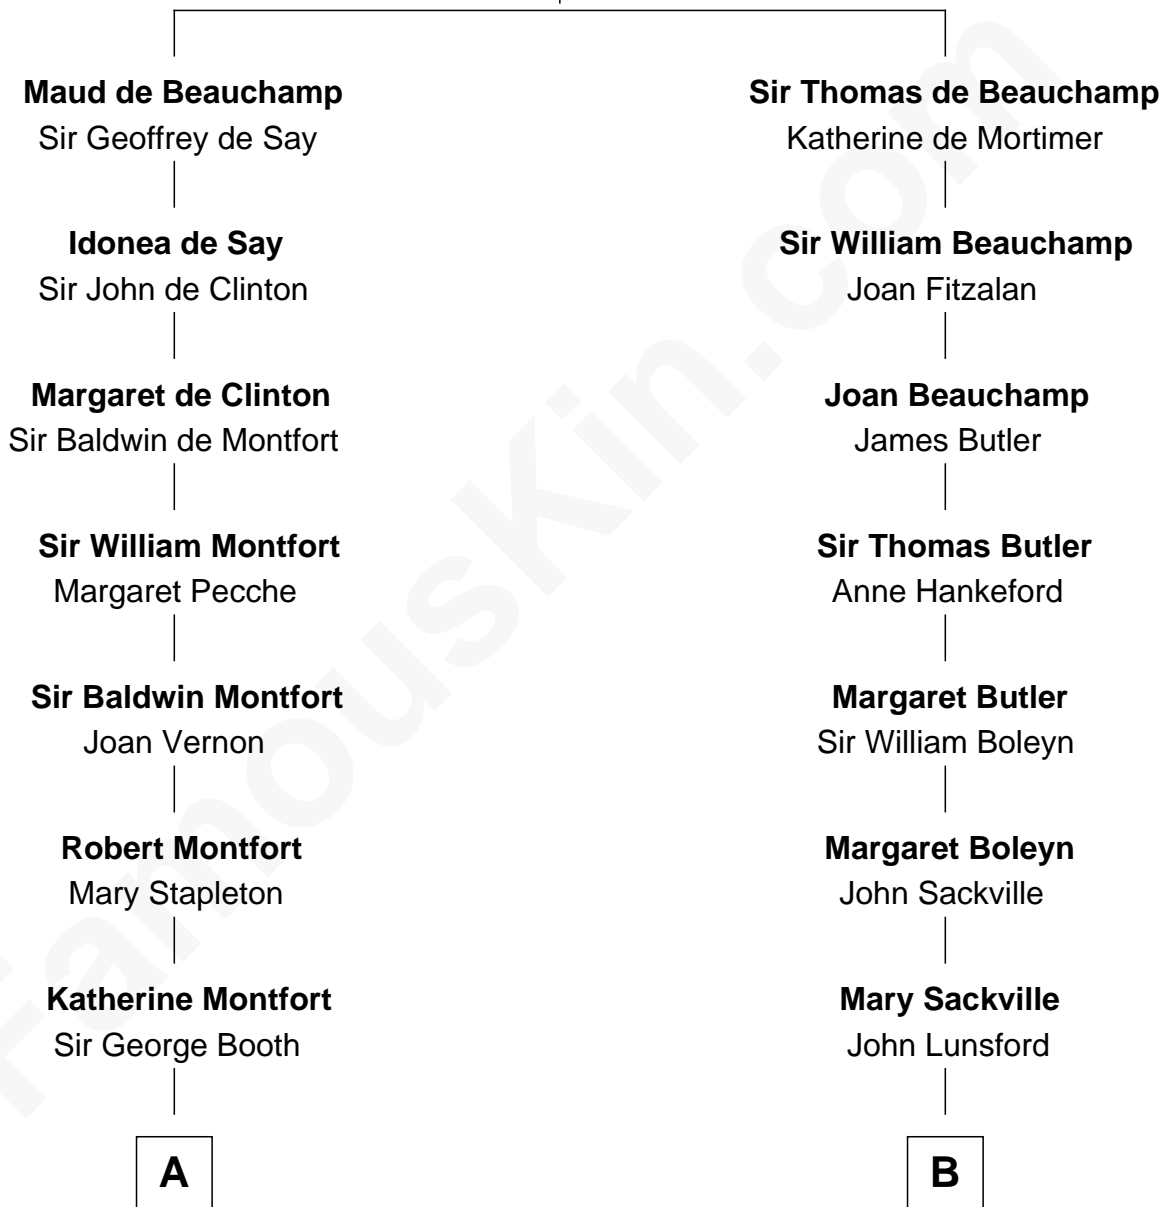 Maud de Beauchamp
Sir Geoffrey de Say
Idonea de Say
Sir John de Clinton
Margaret de Clinton
Sir Baldwin de Montfort
Sir William Montfort
Margaret Pecche
Sir Baldwin Montfort
Joan Vernon
Robert Montfort
Mary Stapleton
Katherine Montfort
Sir George Booth
A
Sir Thomas de Beauchamp
Katherine de Mortimer
Sir William Beauchamp
Joan Fitzalan
Joan Beauchamp
James Butler
Sir Thomas Butler
Anne Hankeford
Margaret Butler
Sir William Boleyn
Margaret Boleyn
John Sackville
Mary Sackville
John Lunsford
B
FamousKin.com